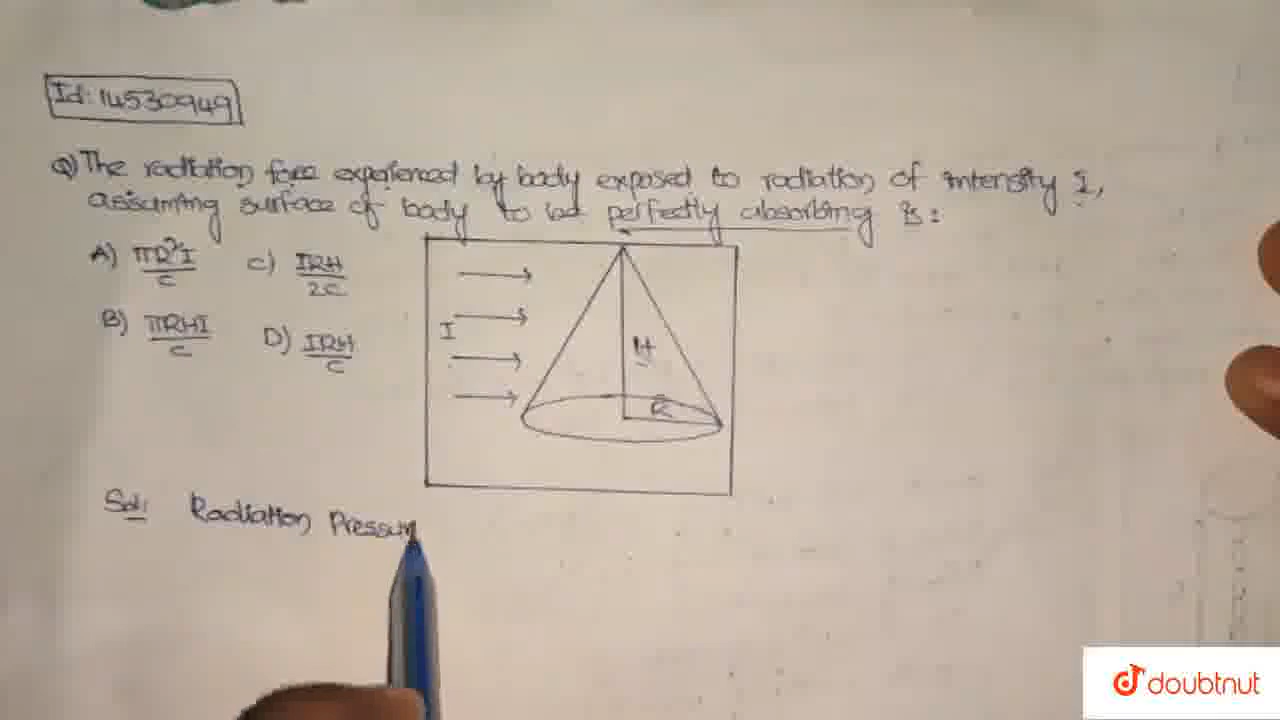 Id: 14530949
Q) The radiation force experienced by body exposed to radiation of intensity I,
assuming surface of body to be perfectly absorbing is:
A) πR²I/C C) IRH/2C
B) πRHI/C D) IRH/C
I
H
R
Sol: Radiation Pressur
doubtnut